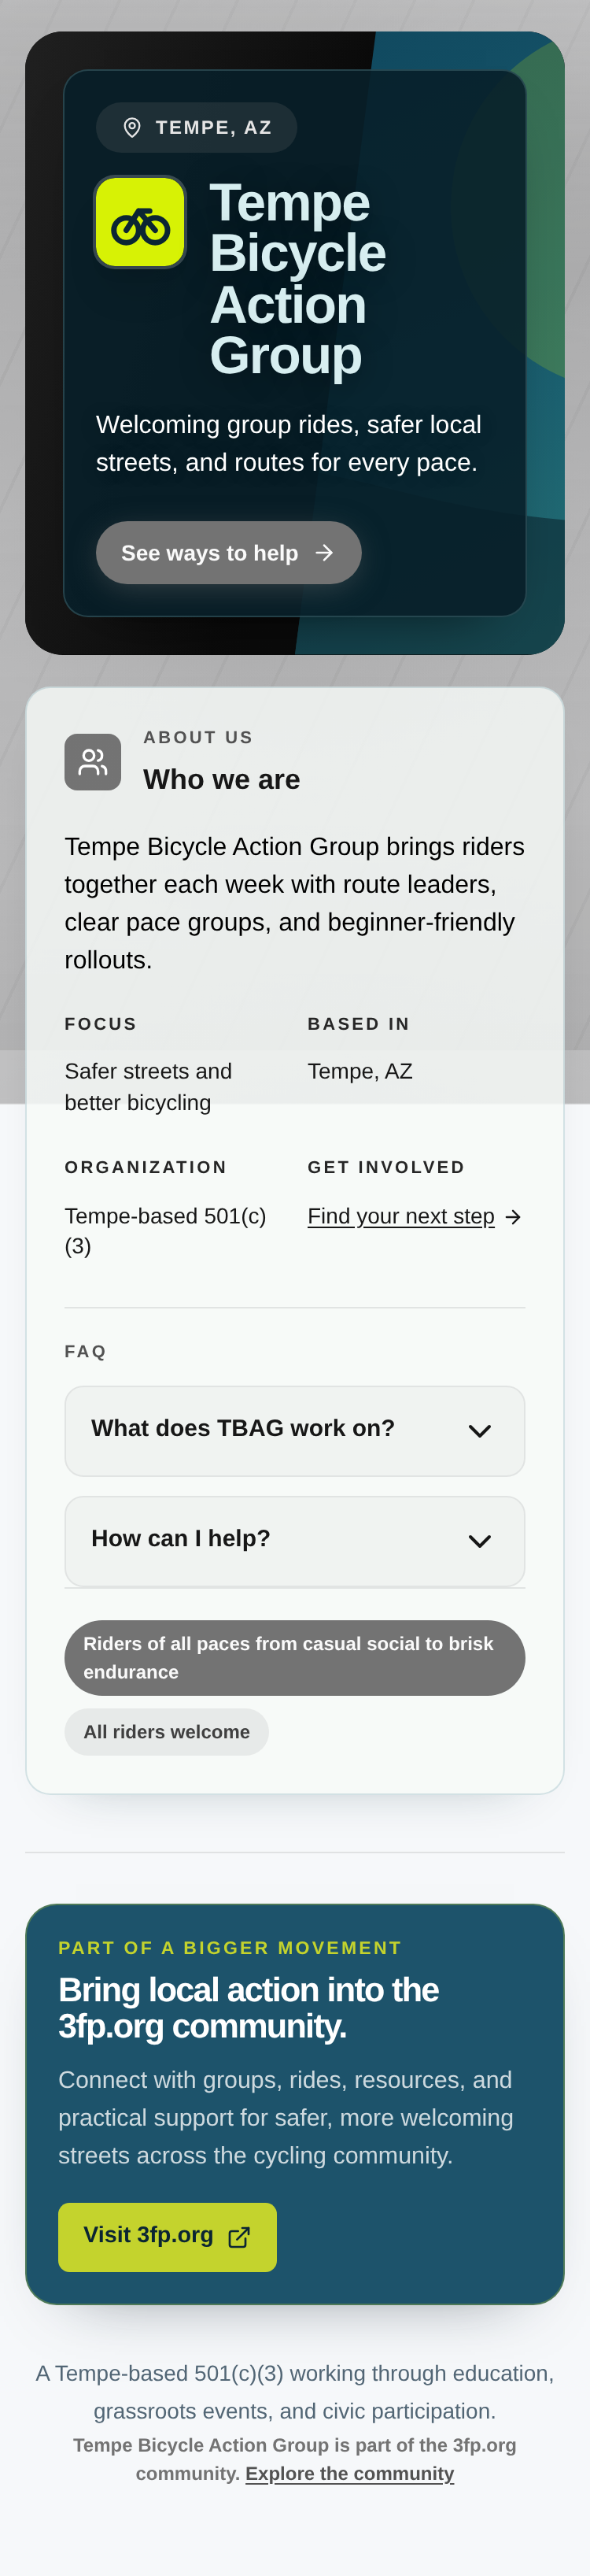 TEMPE, AZ
Tempe
Bicycle
Action
Group
Welcoming group rides, safer local
streets, and routes for every pace.
See ways to help
ABOUT US
Who we are
Tempe Bicycle Action Group brings riders
together each week with route leaders,
clear pace groups, and beginner-friendly
rollouts.
FOCUS
Safer streets and
better bicycling
BASED IN
Tempe, AZ
ORGANIZATION
Tempe-based 501(c)
(3)
GET INVOLVED
Find your next step
FAQ
What does TBAG work on?
How can I help?
Riders of all paces from casual social to brisk
endurance
All riders welcome
PART OF A BIGGER MOVEMENT
Bring local action into the
3fp.org community.
Connect with groups, rides, resources, and
practical support for safer, more welcoming
streets across the cycling community.
Visit 3fp.org
A Tempe-based 501(c)(3) working through education,
grassroots events, and civic participation.
Tempe Bicycle Action Group is part of the 3fp.org
community. Explore the community